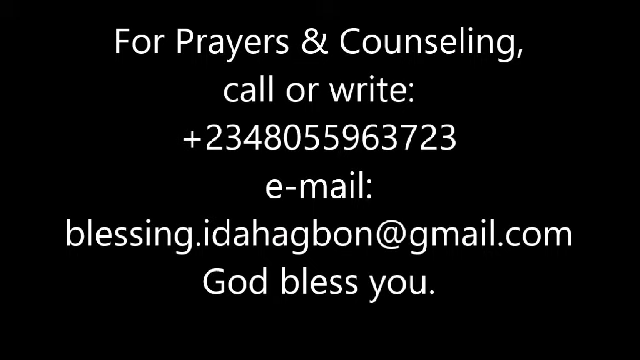 For Prayers & Counseling,
call or write:
+2348055963723
e-mail:
blessing.idahagbon@gmail.com
God bless you.